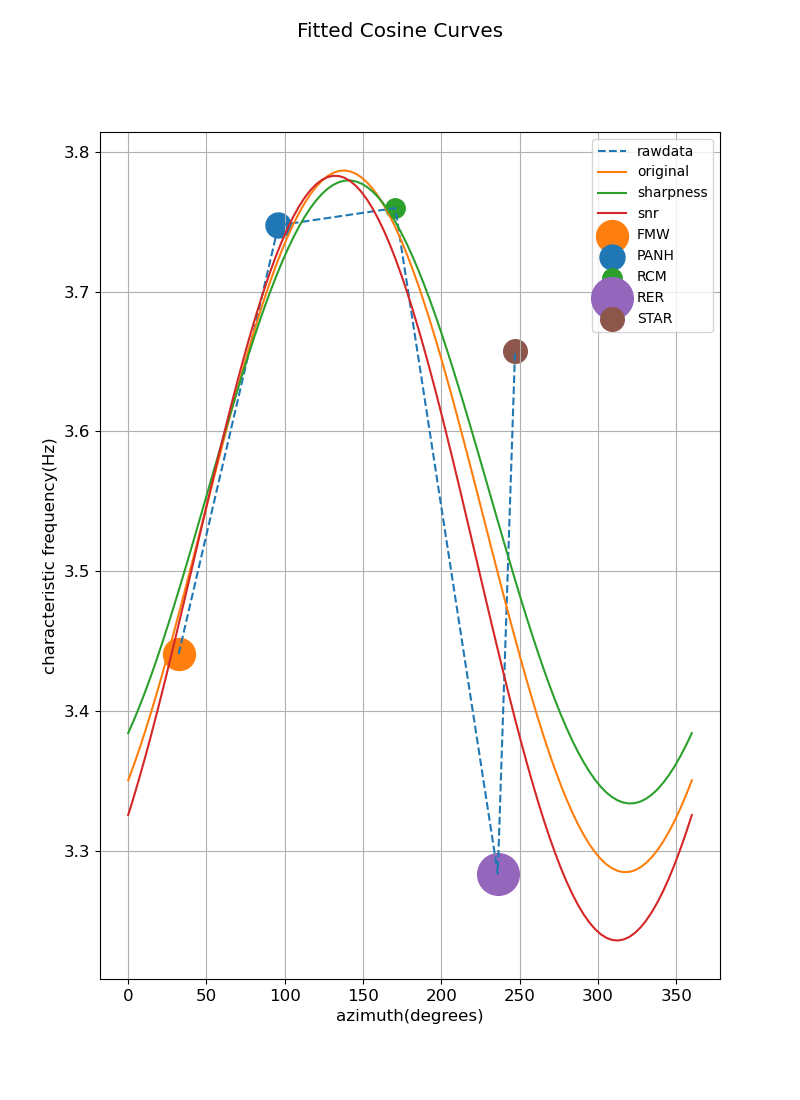 Fitted Cosine Curves
3.8
3.7
3.6
3.5
3.4
3.3
characteristic frequency(Hz)
0 50 100 150 200 250 300 350
azimuth(degrees)
rawdata
original
sharpness
snr
FMW
PANH
RCM
RER
STAR